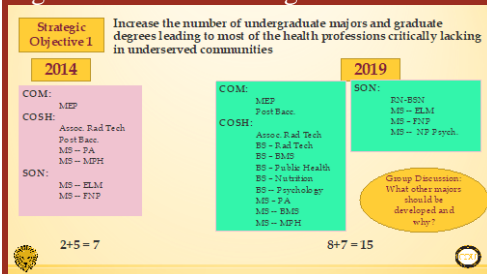 Strategic
Objective 1
Increase the number of undergraduate majors and graduate
degrees leading to most of the health professions critically lacking
in underserved communities
2014
COM:
MEP
COSH:
Assoc. Rad Tech
Post Bacc.
MS -- PA
MS -- MPH
SON:
MS -- ELM
MS -- FNP
2+5 = 7
2019
COM:
MEP
Post Bacc.
COSH:
Assoc. Rad Tech
BS - Rad Tech
BS - BMS
BS - Public Health
BS - Nutrition
BS -- Psychology
MS - PA
MS -- BMS
MS -- MPH
SON:
RN-BSN
MS -- ELM
MS - FNP
MS -- NP Psych.
Group Discussion:
What other majors
should be
developed and
why?
8+7 = 15